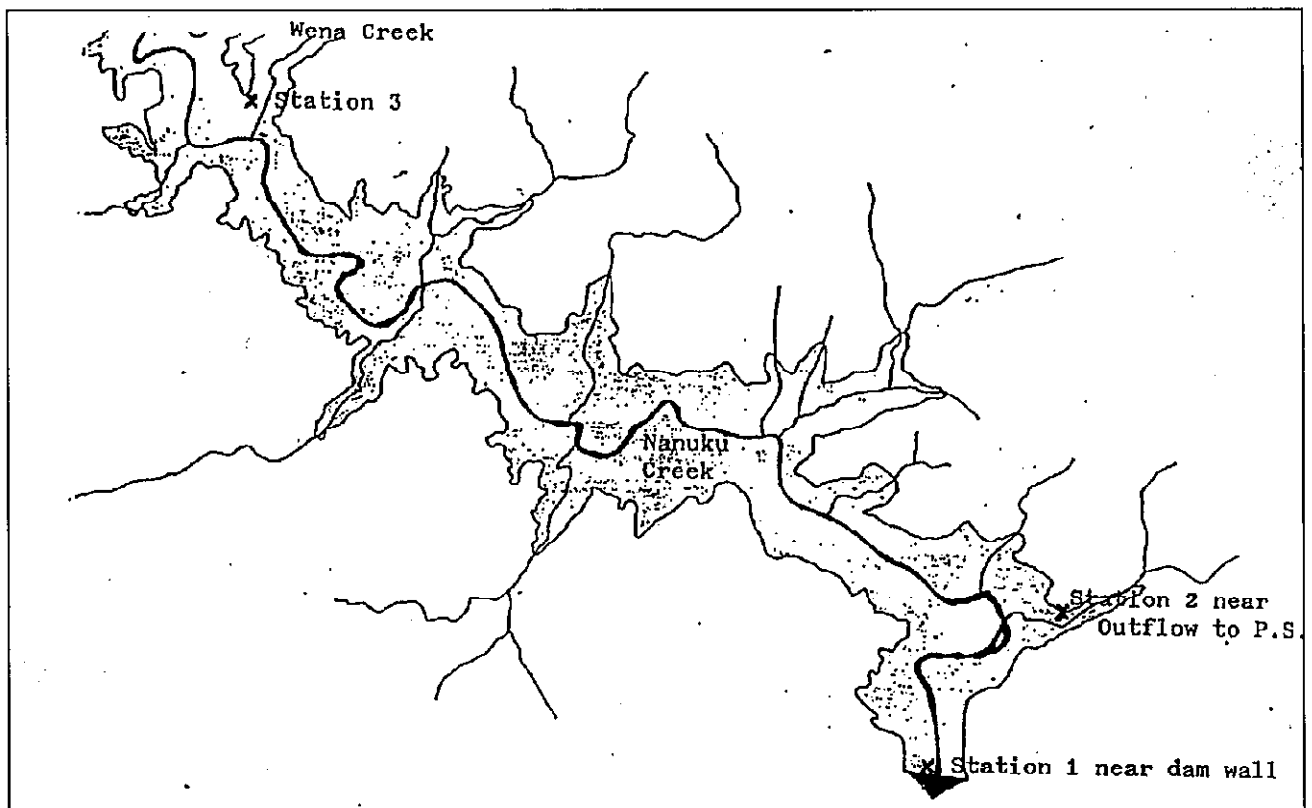 Wena Creek
Station 3
Nanuku
Creek
Station 2 near
Outflow to P.S.
Station 1 near dam wall